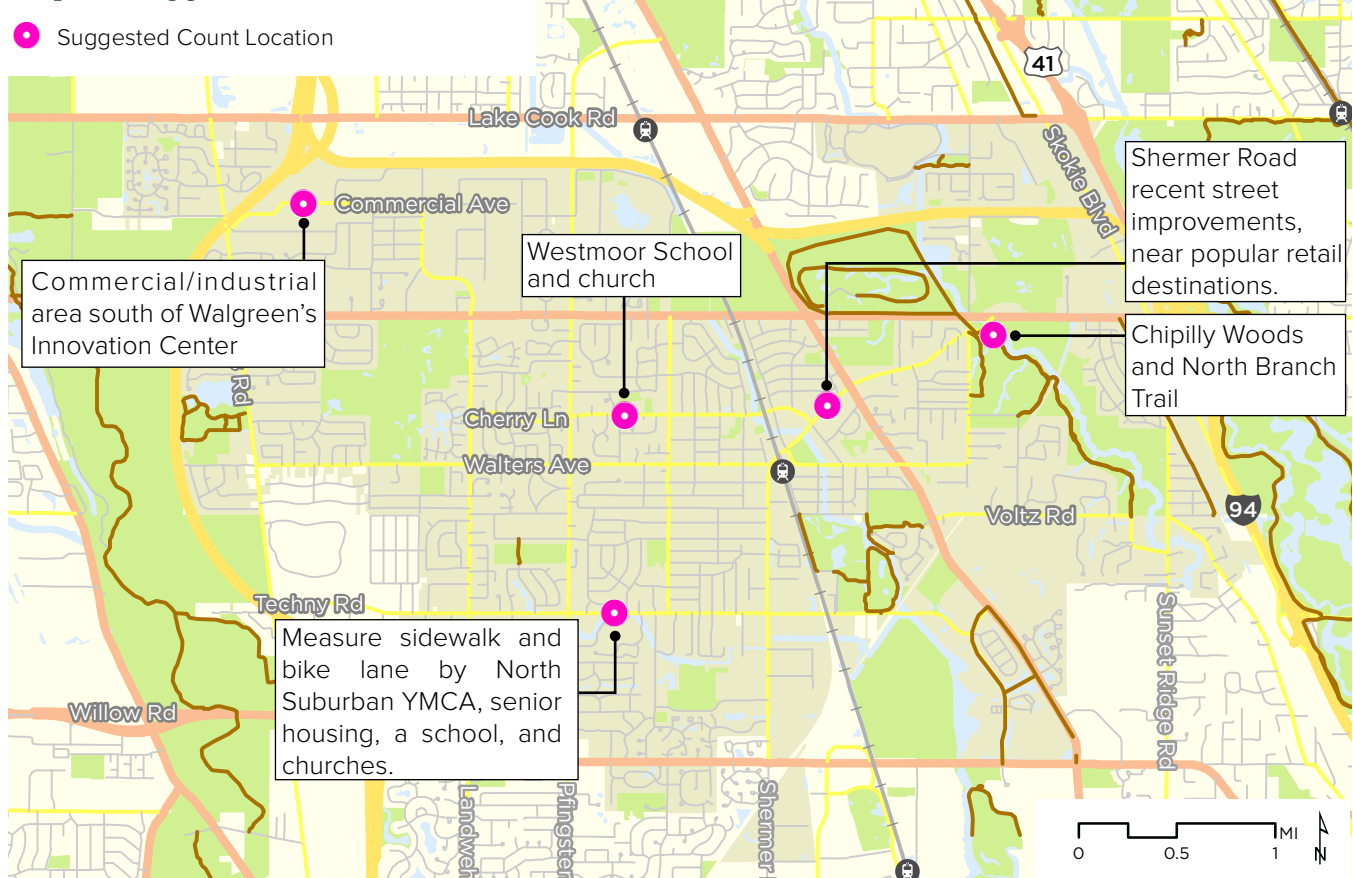 Suggested Count Location
41
Lake Cook Rd
Skokie Blvd
Shermer Road
recent street
improvements,
near popular retail
destinations.
Commercial Ave
Westmoor School
and church
Commercial/industrial
area south of Walgreen’s
Innovation Center
Chipilly Woods
and North Branch
Trail
Rd
Cherry Ln
Walters Ave
94
Voltz Rd
Techny Rd
Sunset Ridge Rd
Measure sidewalk and
bike lane by North
Suburban YMCA, senior
housing, a school, and
churches.
Willow Rd
Landweh
Pfingster
Shermer
MI
0
0.5
1
N